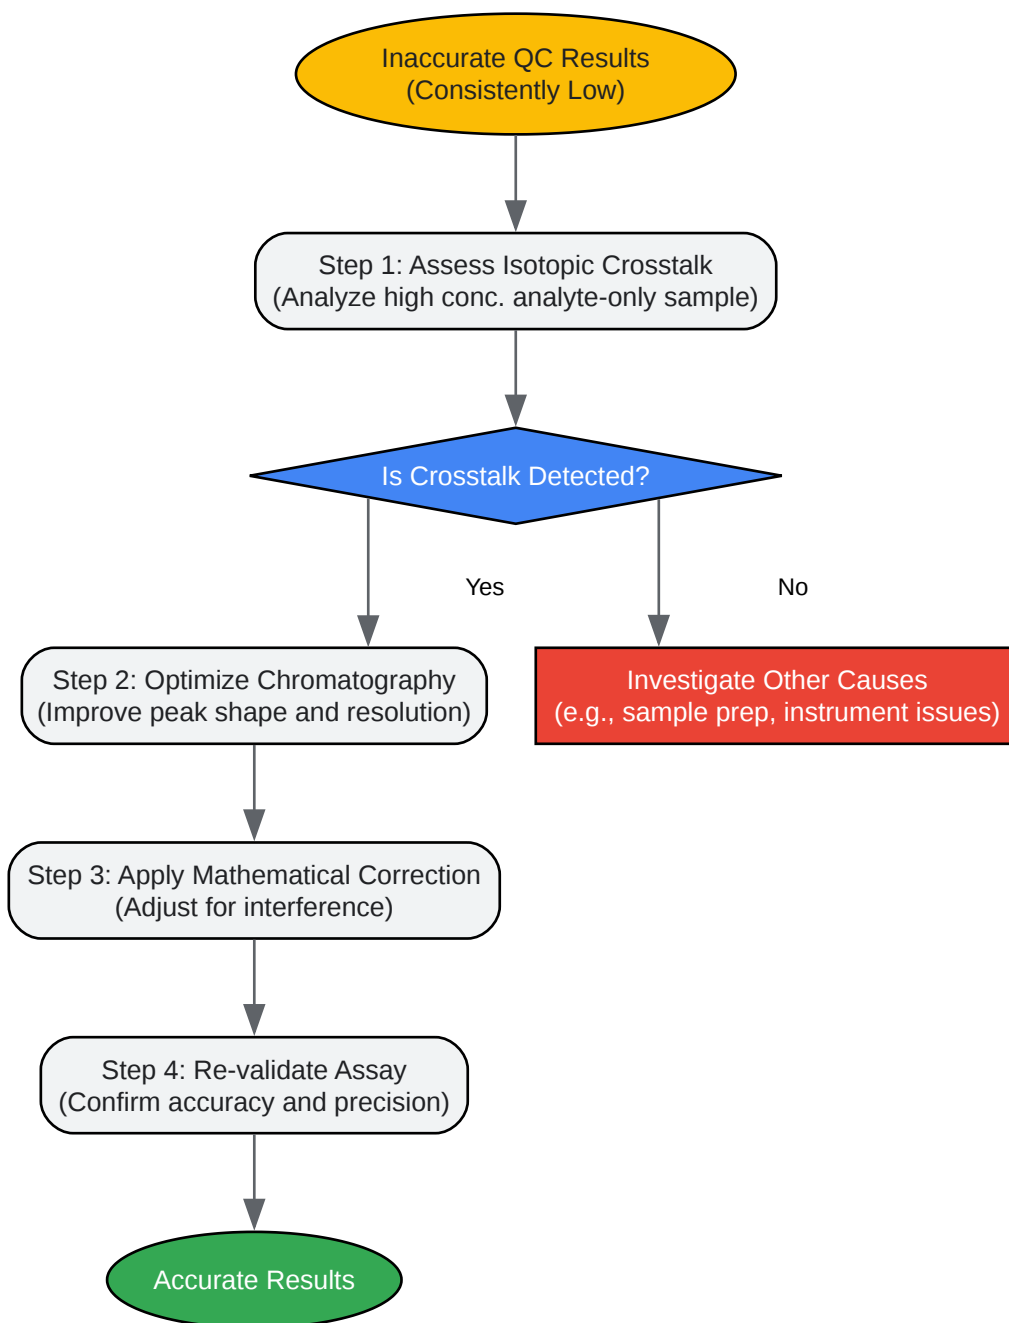 Inaccurate QC Results
(Consistently Low)
Step 1: Assess Isotopic Crosstalk
(Analyze high conc. analyte-only sample)
Is Crosstalk Detected?
Yes
No
Step 2: Optimize Chromatography
(Improve peak shape and resolution)
Investigate Other Causes
(e.g., sample prep, instrument issues)
Step 3: Apply Mathematical Correction
(Adjust for interference)
Step 4: Re-validate Assay
(Confirm accuracy and precision)
Accurate Results